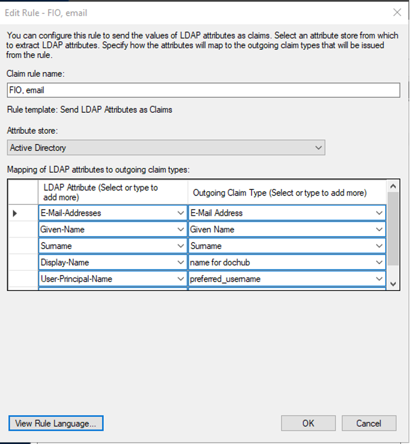 Edit Rule - FIO, email
You can configure this rule to send the values of LDAP attributes as claims. Select an attribute store from which
to extract LDAP attributes. Specify how the attributes will map to the outgoing claim types that will be issued
from the rule.
Claim rule name:
FIO, email
Rule template: Send LDAP Attributes as Claims
Attribute store:
Active Directory
Mapping of LDAP attributes to outgoing claim types:
LDAP Attribute (Select or type to
add more)
Outgoing Claim Type (Select or type to add more)
E-Mail-Addresses E-Mail Address
Given-Name Given Name
Surname Surname
Display-Name name for dochub
User-Principal-Name preferred_username
View Rule Language...
OK
Cancel